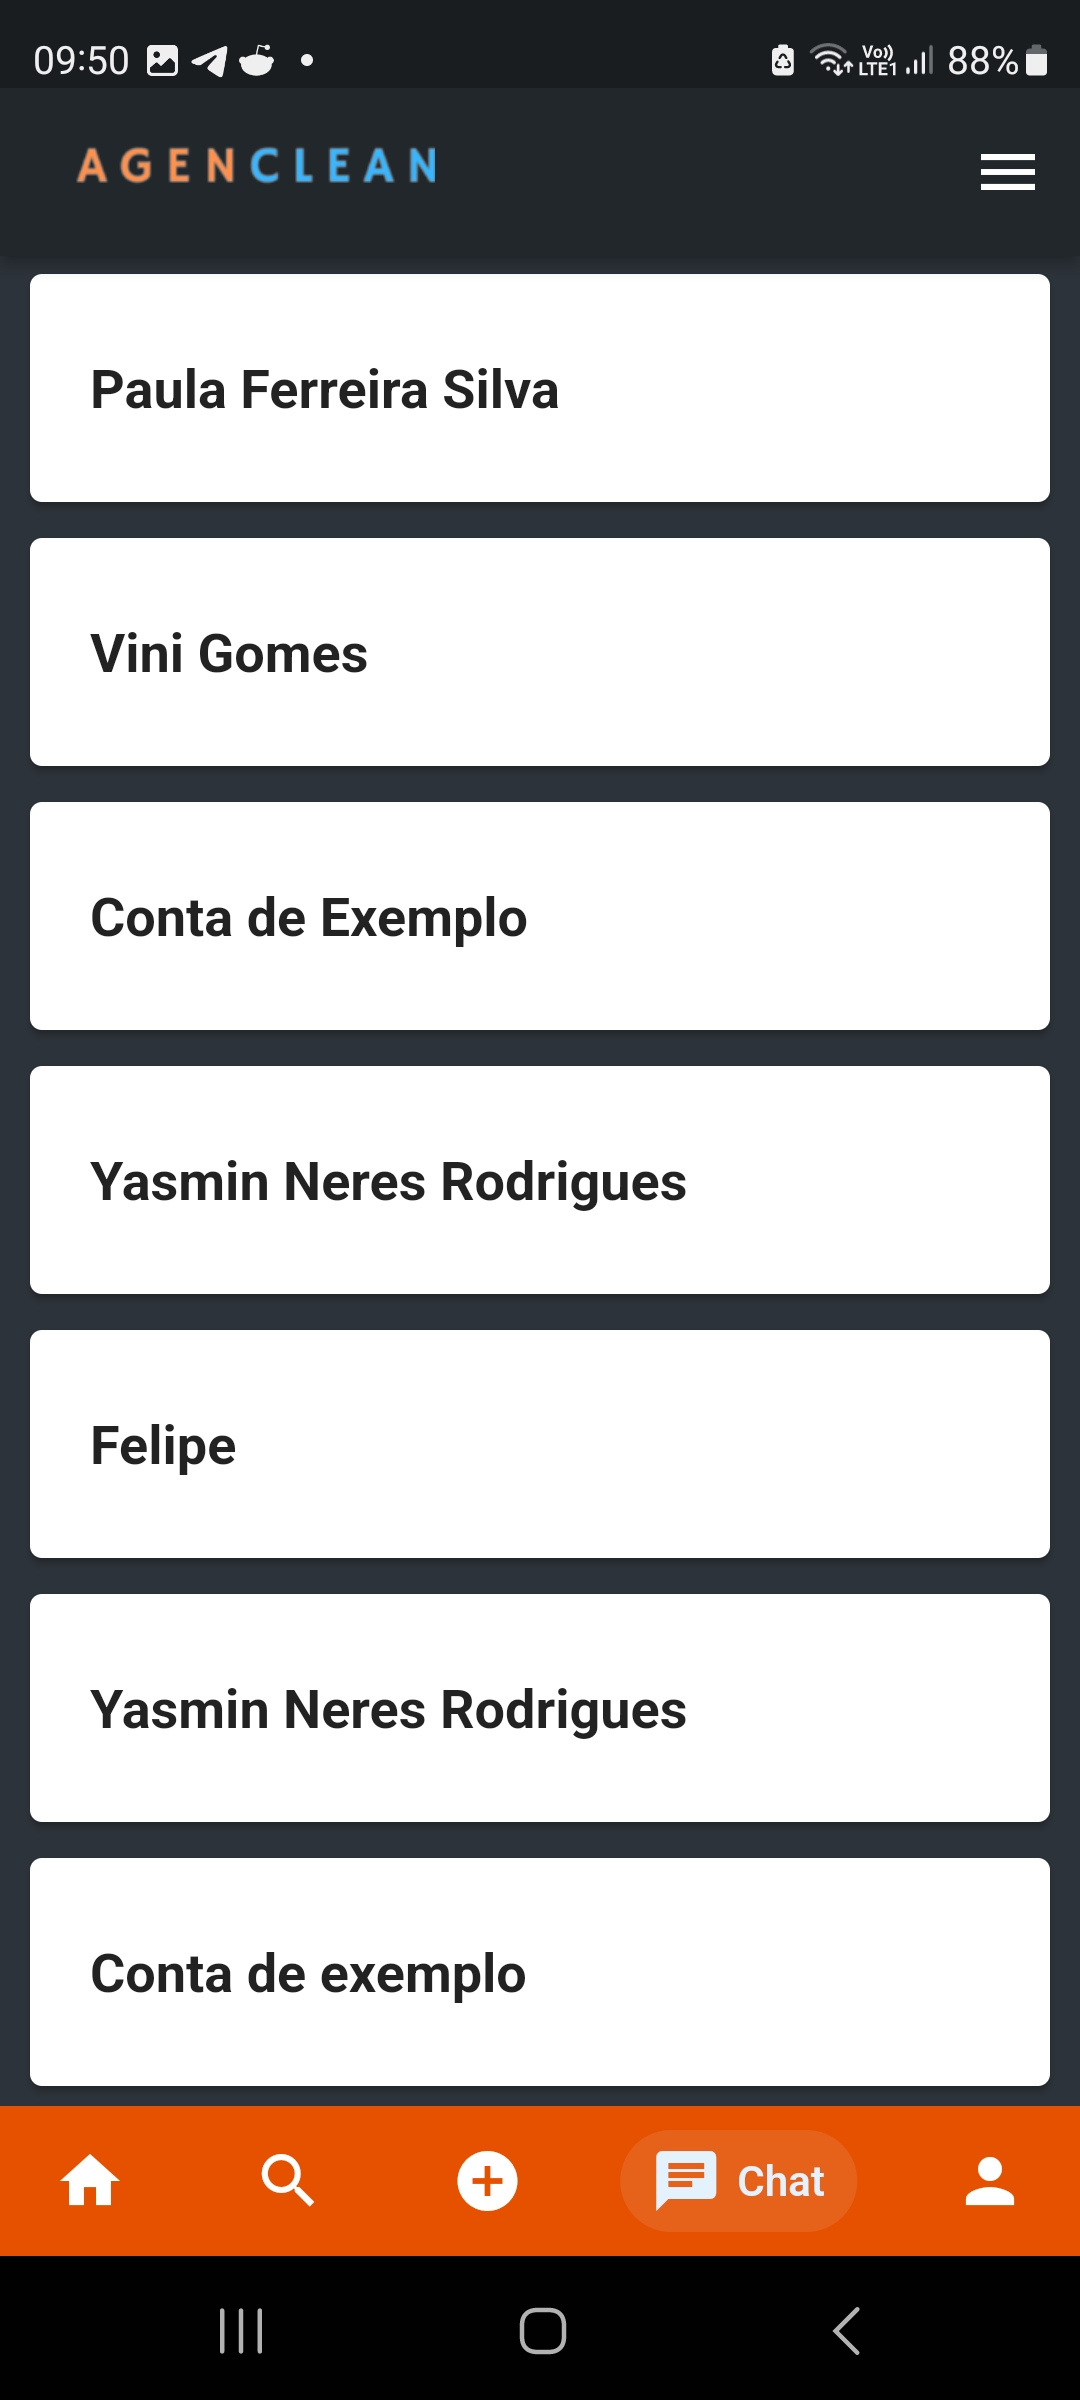 09:50
Vo))
LTE1
88%
AGENCLEAN
Paula Ferreira Silva
Vini Gomes
Conta de Exemplo
Yasmin Neres Rodrigues
Felipe
Yasmin Neres Rodrigues
Conta de exemplo
Chat